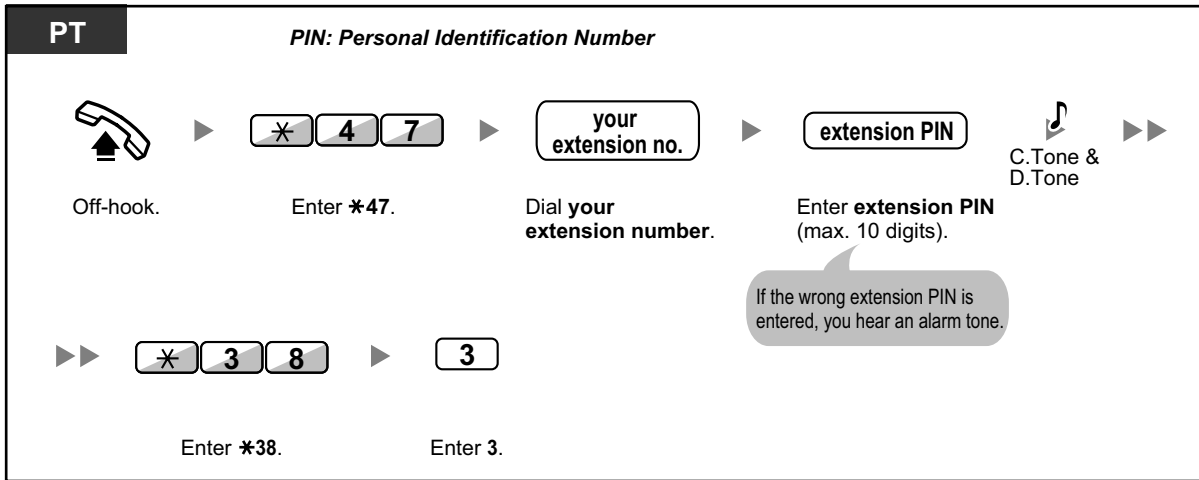 PT
PIN: Personal Identification Number
✳ 4 7
your
extension no.
extension PIN
C.Tone &
D.Tone
Off-hook.
Enter ✳47.
Dial your
extension number.
Enter extension PIN
(max. 10 digits).
If the wrong extension PIN is
entered, you hear an alarm tone.
✳ 3 8
3
Enter ✳38.
Enter 3.